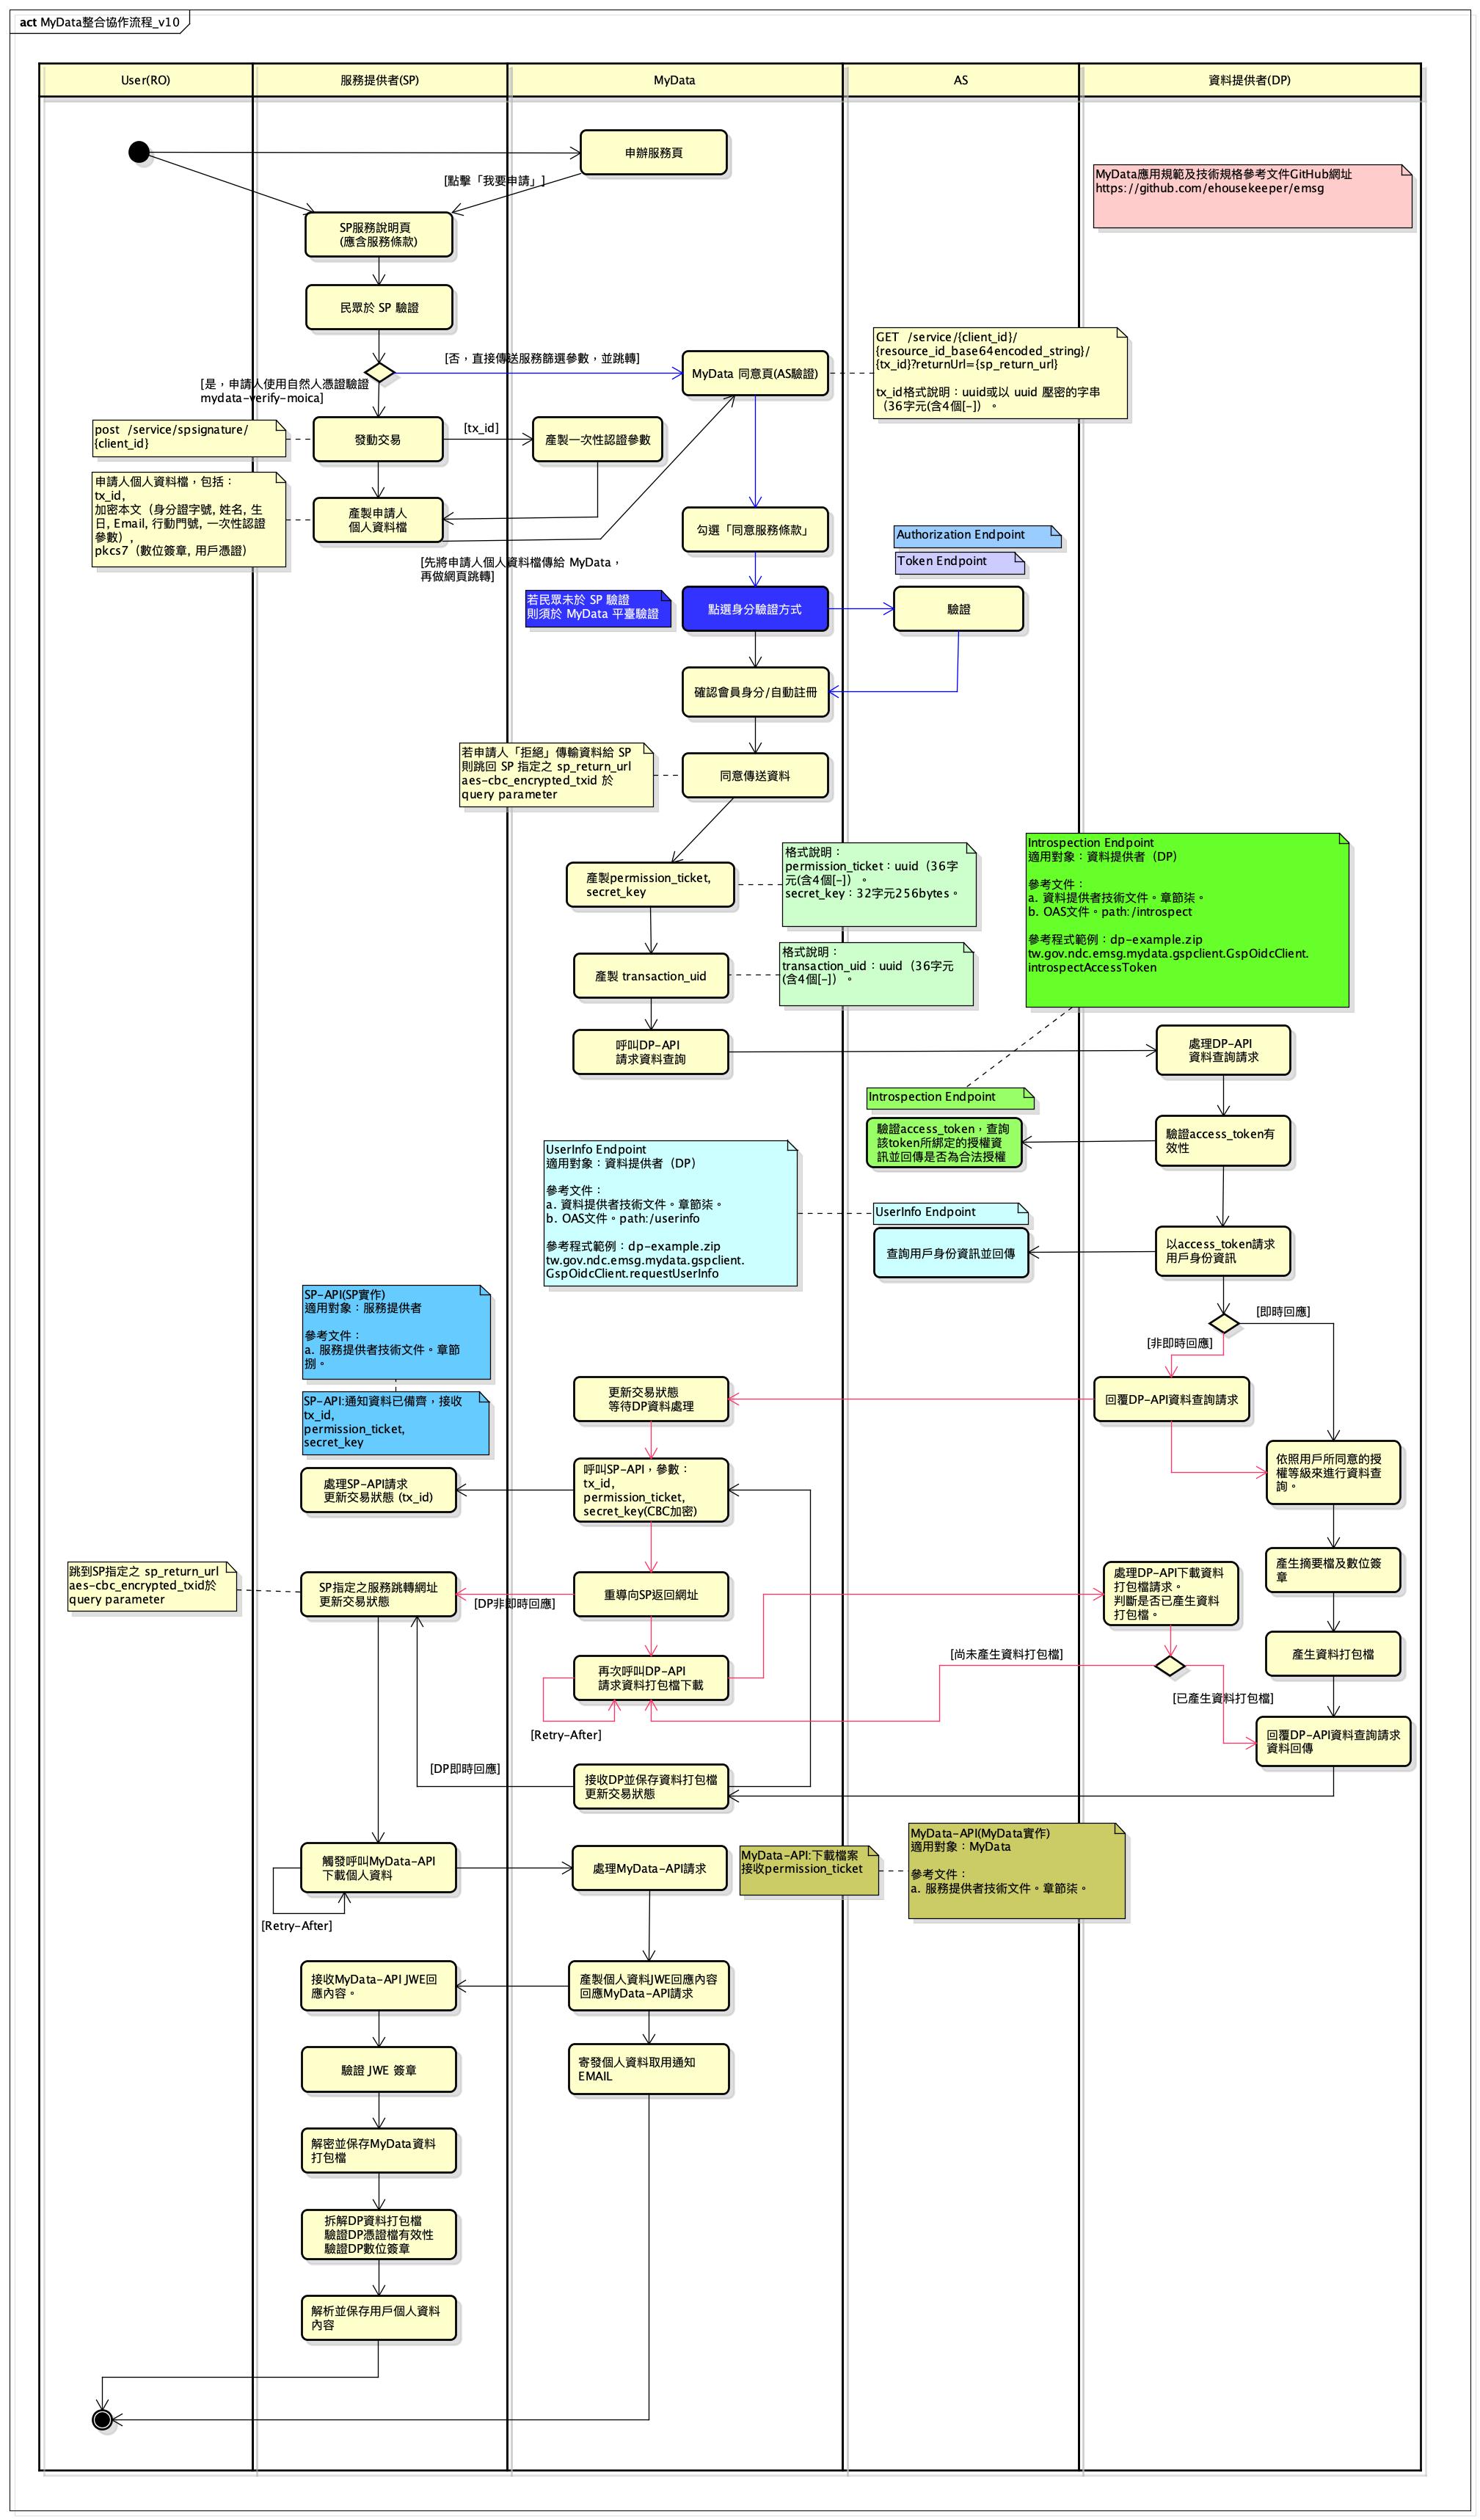 act MyData整合協作流程_v10
User(RO)
服務提供者(SP)
MyData
AS
資料提供者(DP)
申辦服務頁
MyData應用規範及技術規格參考文件GitHub網址
https://github.com/ehousekeeper/emsg
[點擊「我要申請」]
SP服務說明頁
(應含服務條款)
民眾於 SP 驗證
[否，直接傳送服務篩選參數，並跳轉]
MyData 同意頁(AS驗證)
GET /service/{client_id}/
{resource_id_base64encoded_string}/
{tx_id}?returnUrl={sp_return_url}
tx_id格式說明：uuid或以 uuid 壓密的字串
（36字元(含4個[-]）。
[是，申請人使用自然人憑證驗證
mydata-verify-moica]
post /service/spsignature/
{client_id}
發動交易
[tx_id]
產製一次性認證參數
申請人個人資料檔，包括：
tx_id,
加密本文（身分證字號, 姓名, 生
日, Email, 行動門號, 一次性認證
參數）,
pkcs7（數位簽章, 用戶憑證）
產製申請人
個人資料檔
勾選「同意服務條款」
[先將申請人個人資料檔傳給 MyData，
再做網頁跳轉]
Authorization Endpoint
Token Endpoint
若民眾未於 SP 驗證
則須於 MyData 平臺驗證
點選身分驗證方式
驗證
確認會員身分/自動註冊
若申請人「拒絕」傳輸資料給 SP
則跳回 SP 指定之 sp_return_url
aes-cbc_encrypted_txid 於
query parameter
同意傳送資料
產製permission_ticket,
secret_key
格式說明：
permission_ticket：uuid（36字
元(含4個[-]）。
secret_key：32字元256bytes。
Introspection Endpoint
適用對象：資料提供者（DP）
參考文件：
a. 資料提供者技術文件。章節柒。
b. OAS文件。path:/introspect
參考程式範例：dp-example.zip
tw.gov.ndc.emsg.mydata.gspclient.GspOidcClient.
introspectAccessToken
產製 transaction_uid
格式說明：
transaction_uid：uuid（36字元
(含4個[-]）。
呼叫DP-API
請求資料查詢
處理DP-API
資料查詢請求
Introspection Endpoint
驗證access_token，查詢
該token所綁定的授權資
訊並回傳是否為合法授權
驗證access_token有
效性
UserInfo Endpoint
適用對象：資料提供者（DP）
參考文件：
a. 資料提供者技術文件。章節柒。
b. OAS文件。path:/userinfo
參考程式範例：dp-example.zip
tw.gov.ndc.emsg.mydata.gspclient.
GspOidcClient.requestUserInfo
UserInfo Endpoint
查詢用戶身份資訊並回傳
以access_token請求
用戶身份資訊
SP-API(SP實作)
適用對象：服務提供者
參考文件：
a. 服務提供者技術文件。章節
捌。
[即時回應]
[非即時回應]
SP-API:通知資料已備齊，接收
tx_id,
permission_ticket,
secret_key
更新交易狀態
等待DP資料處理
回覆DP-API資料查詢請求
處理SP-API請求
更新交易狀態 (tx_id)
呼叫SP-API，參數：
tx_id,
permission_ticket,
secret_key(CBC加密)
依照用戶所同意的授
權等級來進行資料查
詢。
跳到SP指定之 sp_return_url
aes-cbc_encrypted_txid於
query parameter
SP指定之服務跳轉網址
更新交易狀態
[DP非即時回應]
重導向SP返回網址
處理DP-API下載資料
打包檔請求。
判斷是否已產生資料
打包檔。
產生摘要檔及數位簽
章
再次呼叫DP-API
請求資料打包檔下載
[尚未產生資料打包檔]
產生資料打包檔
[已產生資料打包檔]
[Retry-After]
回覆DP-API資料查詢請求
資料回傳
[DP即時回應]
接收DP並保存資料打包檔
更新交易狀態
觸發呼叫MyData-API
下載個人資料
處理MyData-API請求
MyData-API:下載檔案
接收permission_ticket
MyData-API(MyData實作)
適用對象：MyData
參考文件：
a. 服務提供者技術文件。章節柒。
[Retry-After]
接收MyData-API JWE回
應內容。
產製個人資料JWE回應內容
回應MyData-API請求
驗證 JWE 簽章
寄發個人資料取用通知
EMAIL
解密並保存MyData資料
打包檔
拆解DP資料打包檔
驗證DP憑證檔有效性
驗證DP數位簽章
解析並保存用戶個人資料
內容